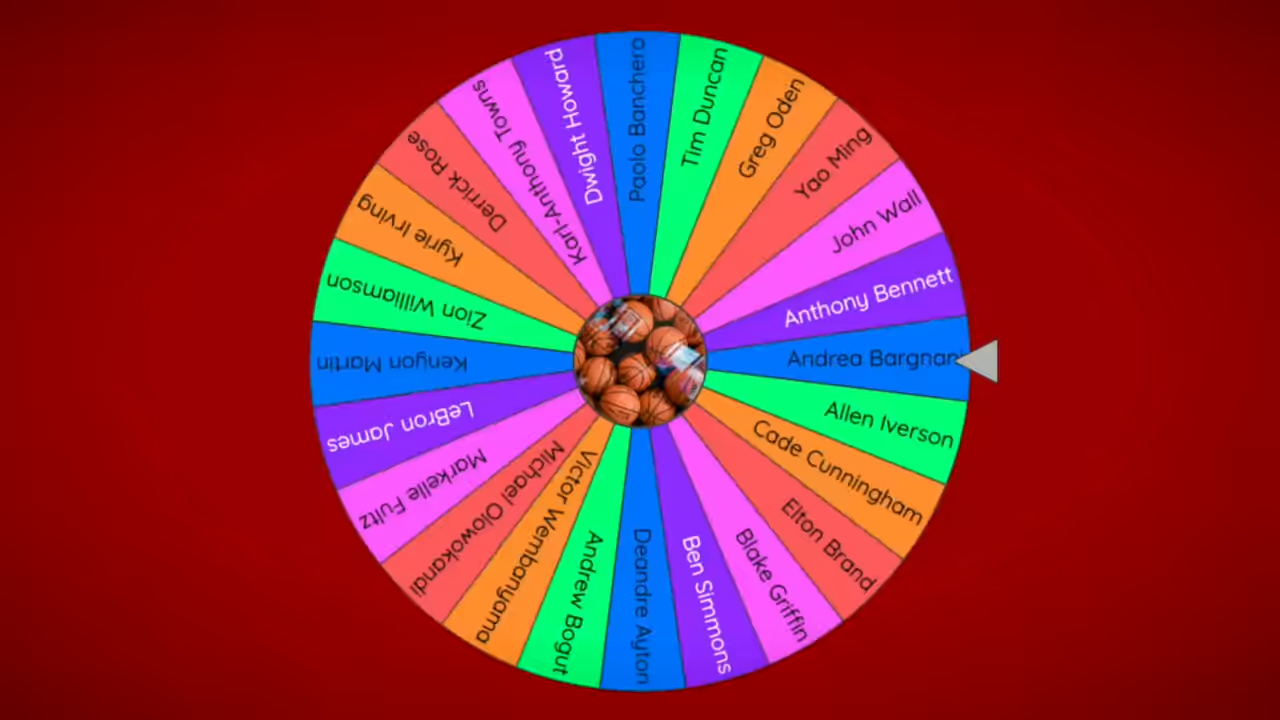 Paolo Banchero
Tim Duncan
Greg Oden
Yao Ming
John Wall
Anthony Bennett
Andrea Bargnani
Allen Iverson
Cade Cunningham
Elton Brand
Blake Griffin
Ben Simmons
Deandre Ayton
Andrew Bogut
Victor Wembanyama
Michael Olowokandi
Markelle Fultz
LeBron James
Kenyon Martin
Zion Williamson
Kyrie Irving
Derrick Rose
Karl-Anthony Towns
Dwight Howard